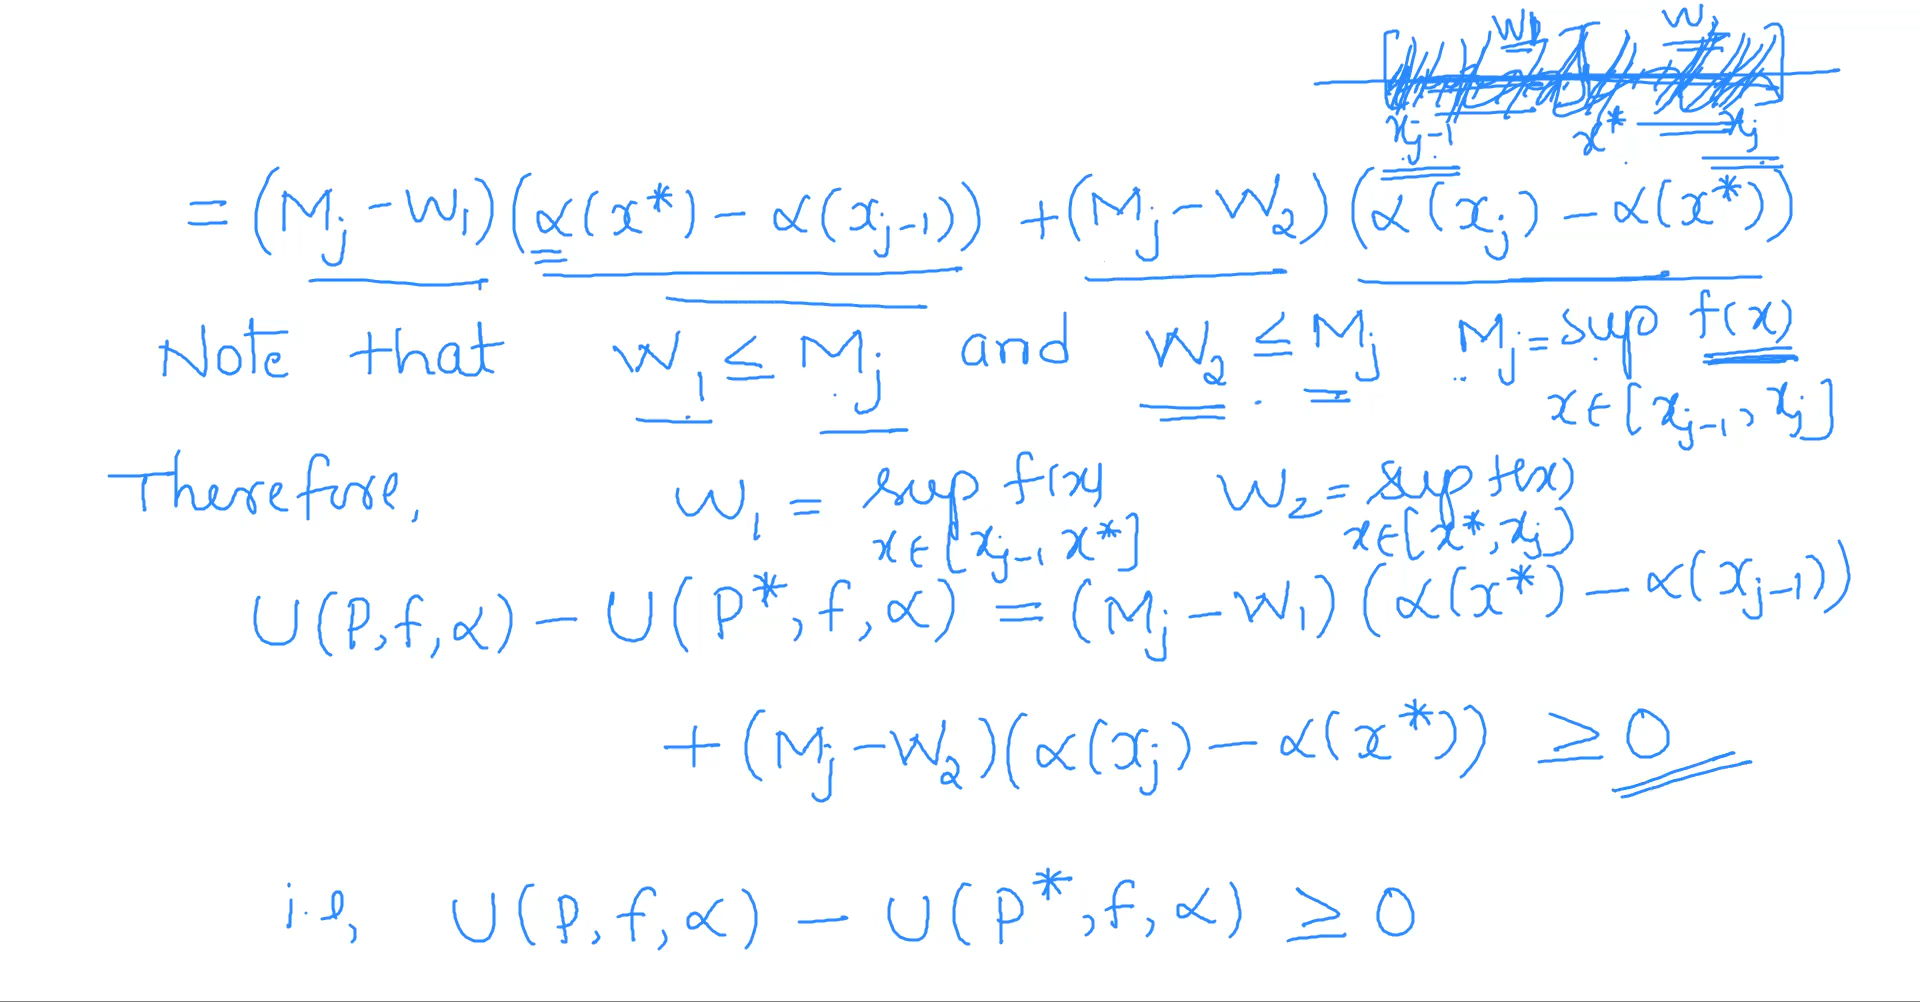 W₁ W₂
x_{j-1} x* x_j
= (M_j - W₁)(α(x*) - α(x_{j-1})) + (M_j - W₂)(α(x_j) - α(x*))
Note that W₁ ≤ M_j and W₂ ≤ M_j M_j = sup f(x)
x∈[x_{j-1}, x_j]
Therefore, W₁ = sup f(x) W₂ = sup f(x)
x∈[x_{j-1} x*] x∈[x*, x_j)
U(P,f,α) - U(P*,f,α) = (M_j - W₁)(α(x*) - α(x_{j-1}))
+ (M_j - W₂)(α(x_j) - α(x*)) ≥ 0
i.e, U(P,f,α) - U(P*,f,α) ≥ 0